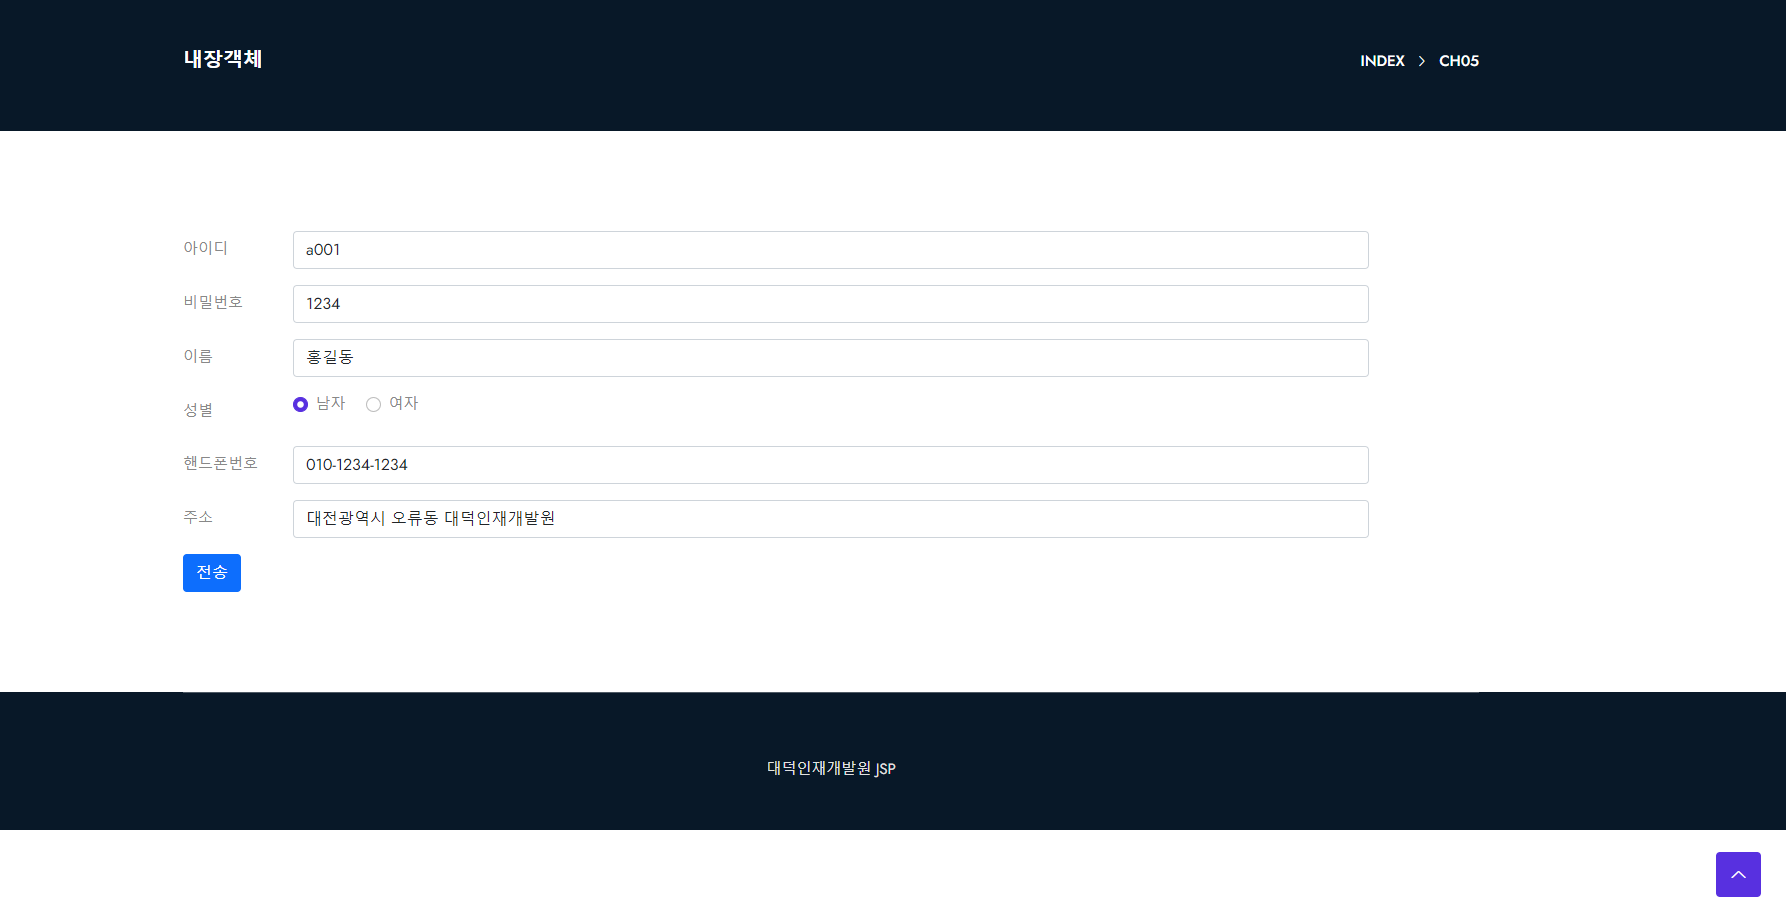 내장객체
INDEX > CH05
아이디 a001
비밀번호 1234
이름 홍길동
성별 남자 여자
핸드폰번호 010-1234-1234
주소 대전광역시 오류동 대덕인재개발원
전송
대덕인재개발원 JSP